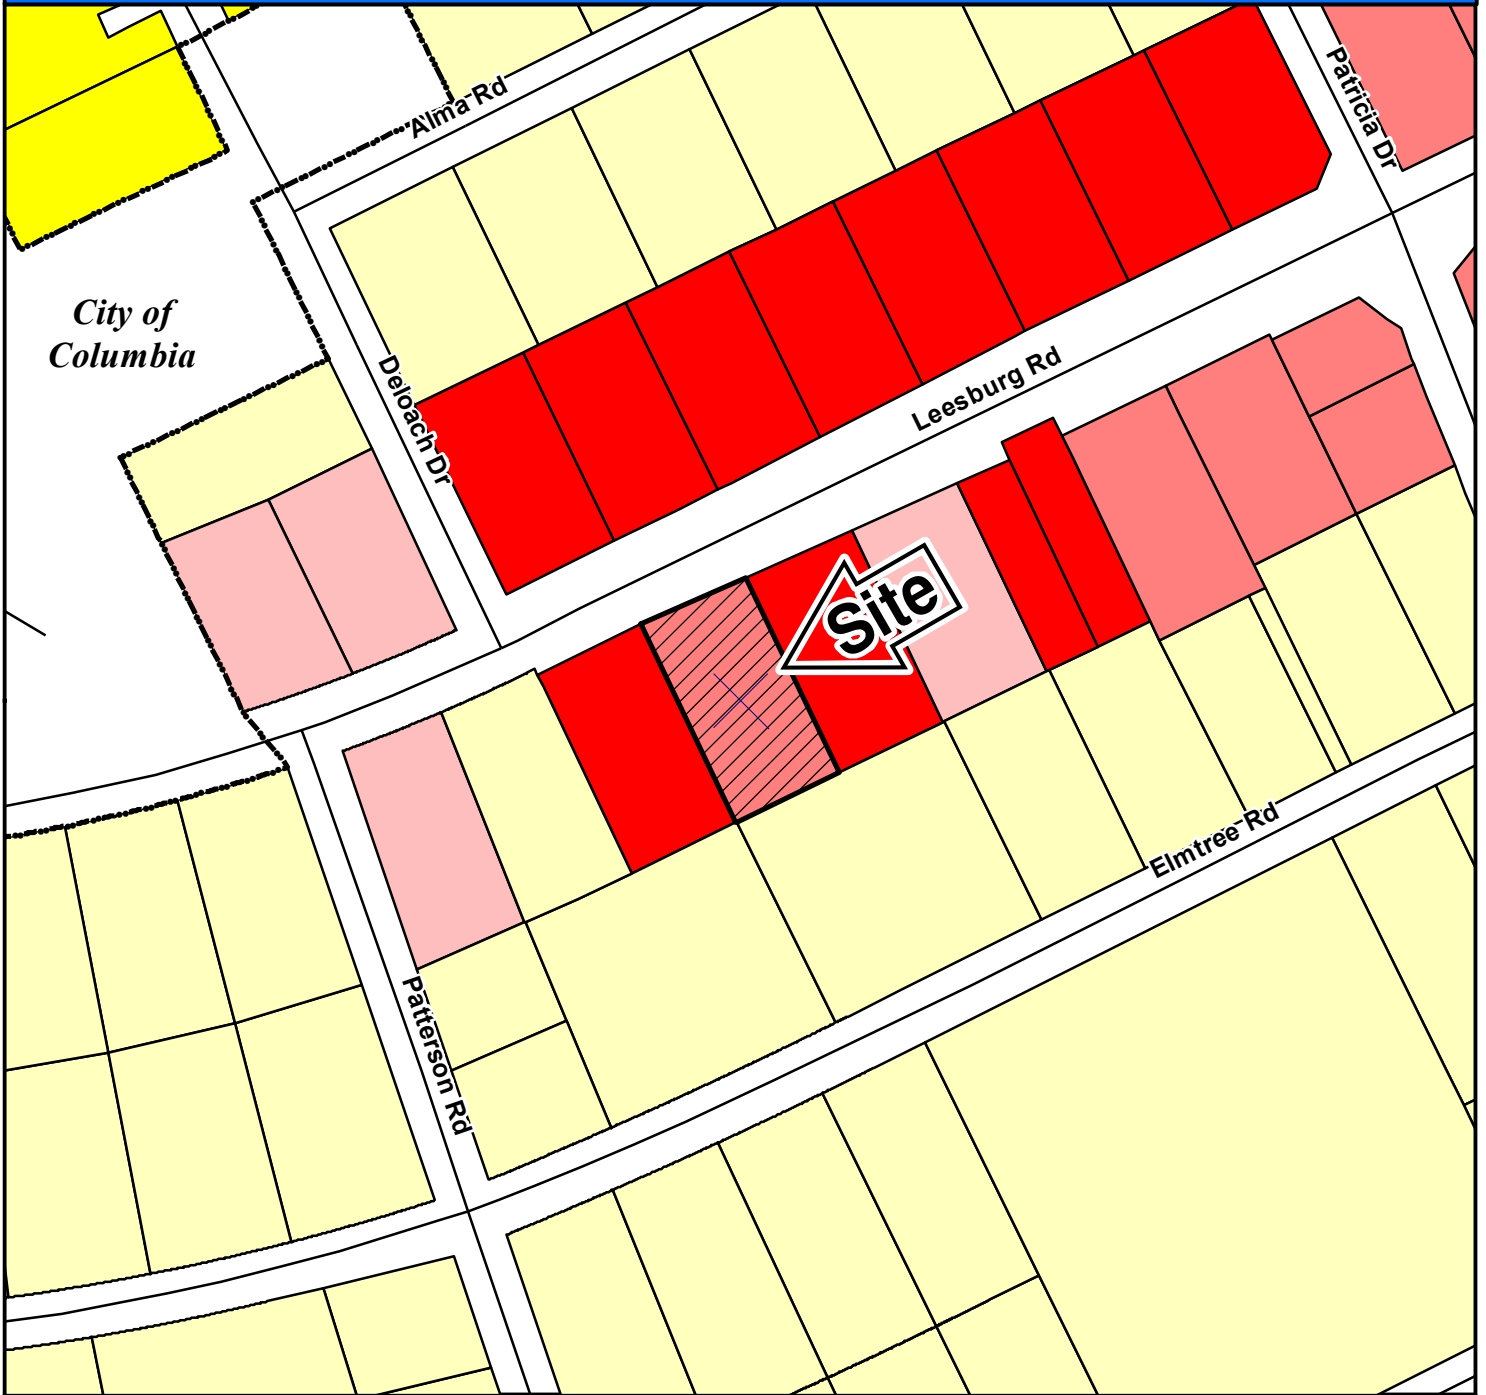 Alma Rd
Patricia Dr
City of
Columbia
Deloach Dr
Leesburg Rd
Site
Elmtree Rd
Patterson Rd